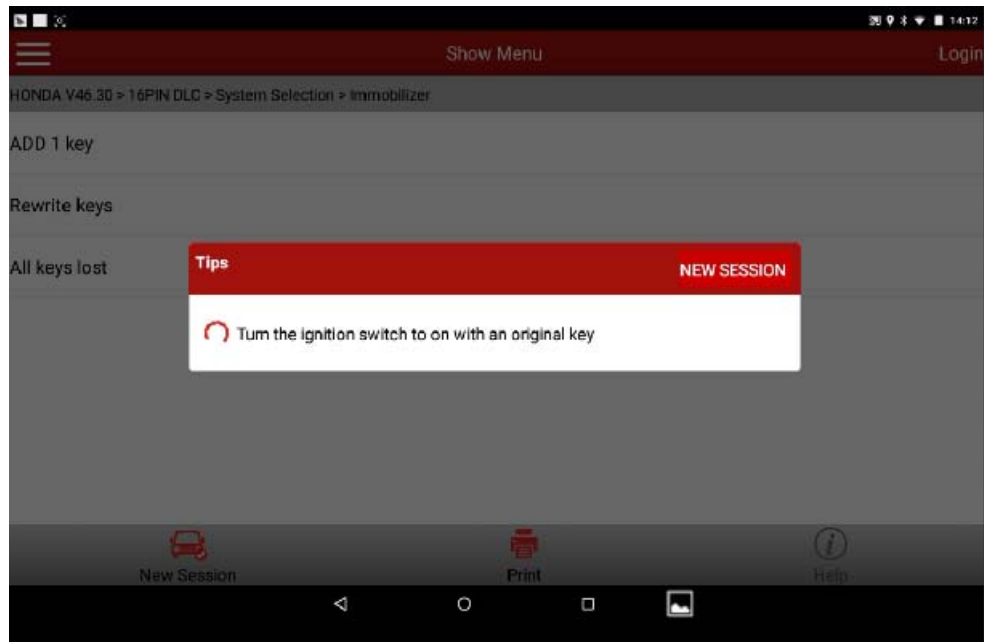 14:12
Show Menu
Login
HONDA V46.30 > 16PIN DLC > System Selection > Immobilizer
ADD 1 key
Rewrite keys
All keys lost
Tips
NEW SESSION
Turn the ignition switch to on with an original key
New Session
Print
Help